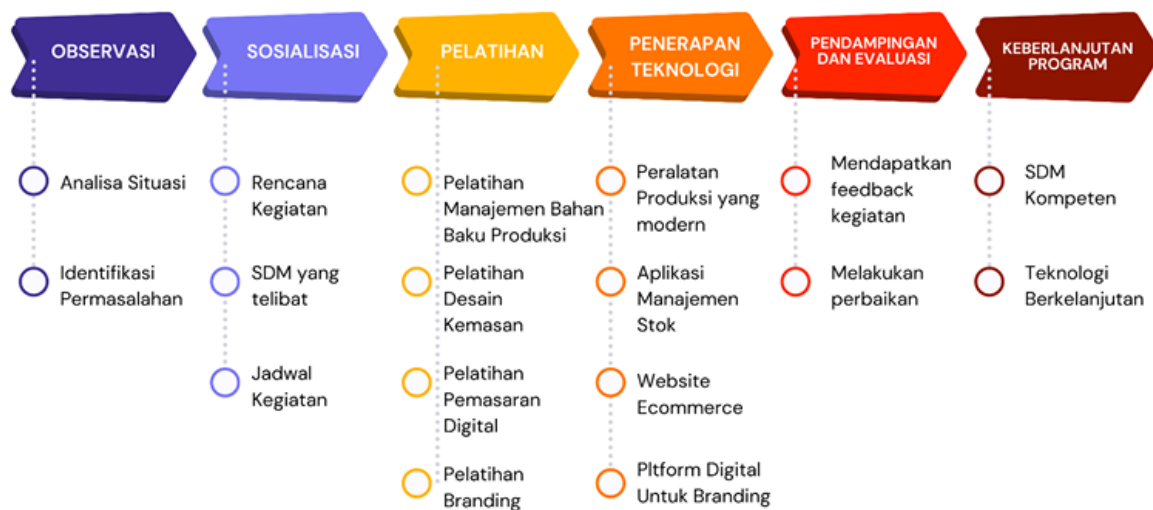 OBSERVASI
Analisa Situasi
Identifikasi
Permasalahan
SOSIALISASI
Rencana
Kegiatan
SDM yang
telibat
Jadwal
Kegiatan
PELATIHAN
Pelatihan
Manajemen Bahan
Baku Produksi
Pelatihan
Desain
Kemasan
Pelatihan
Pemasaran
Digital
Pelatihan
Branding
PENERAPAN
TEKNOLOGI
Peralatan
Produksi yang
modern
Aplikasi
Manajemen
Stok
Website
Ecommerce
Pltform Digital
Untuk Branding
PENDAMPINGAN
DAN EVALUASI
Mendapatkan
feedback
kegiatan
Melakukan
perbaikan
KEBERLANJUTAN
PROGRAM
SDM
Kompeten
Teknologi
Berkelanjutan